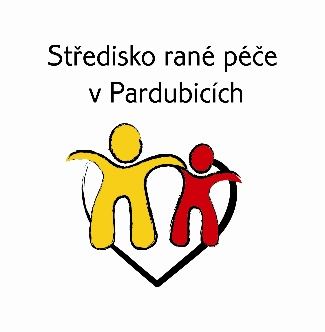 Středisko rané péče
v Pardubicích